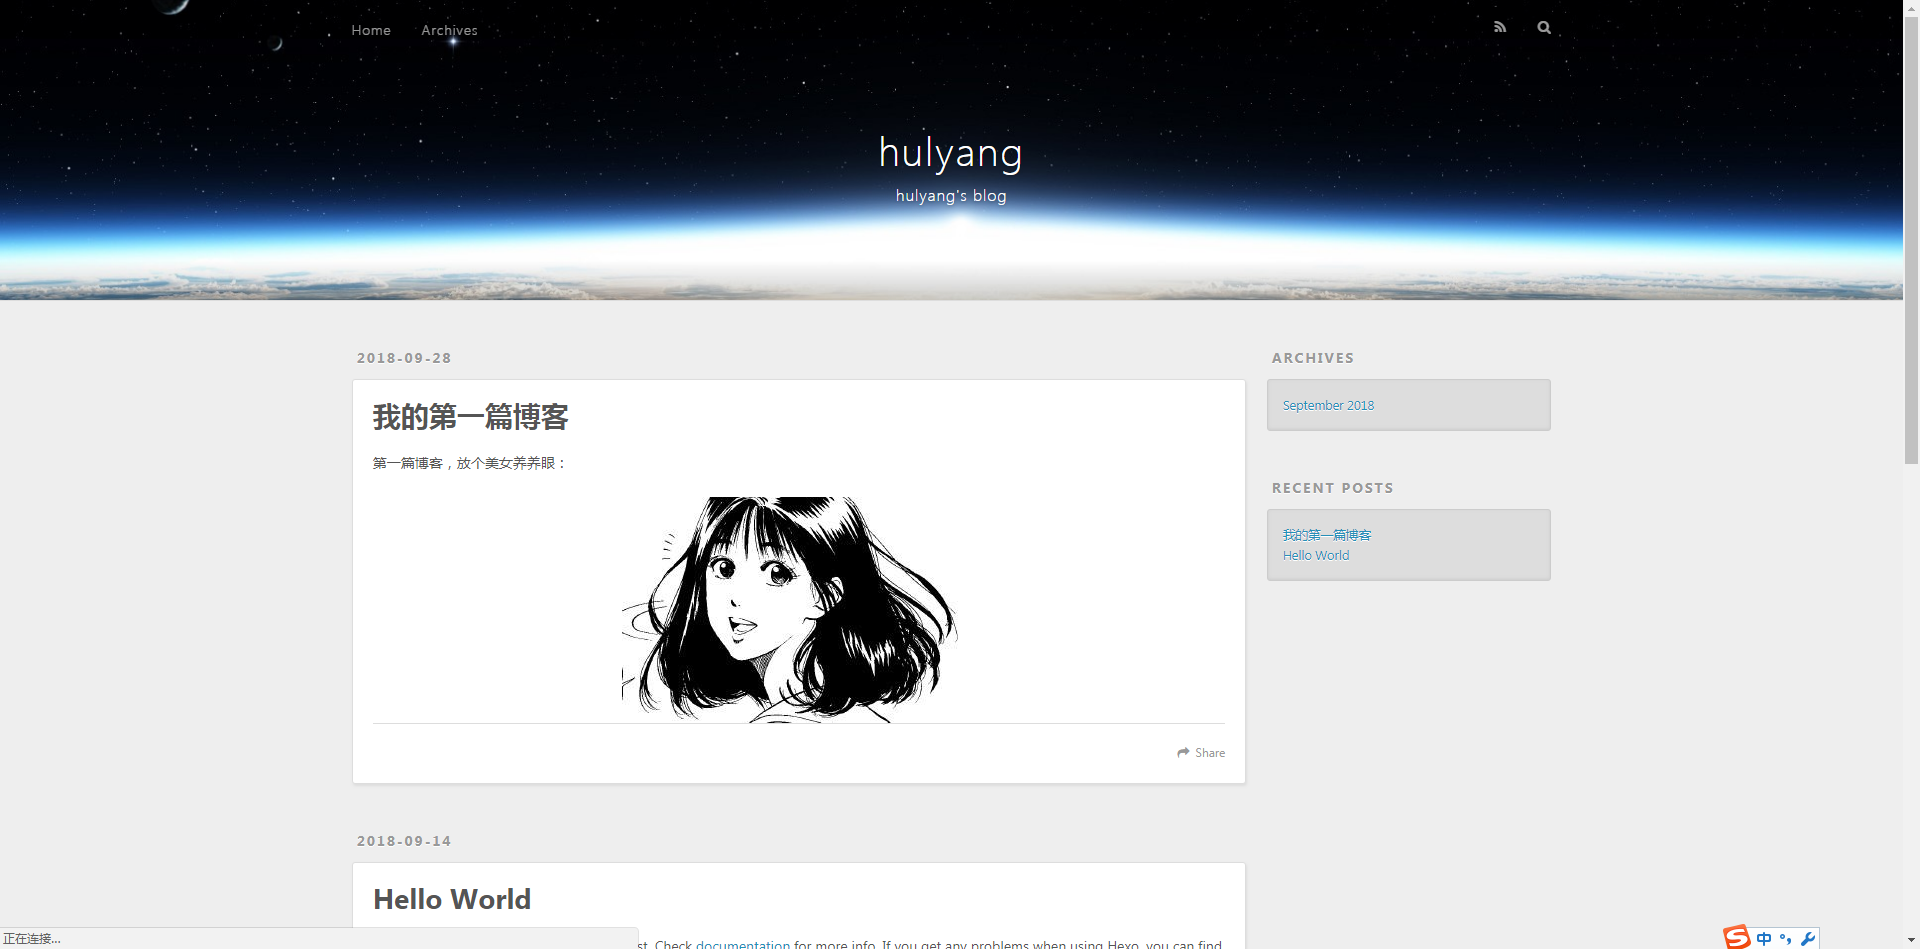 Home Archives
hulyang
hulyang's blog
2018-09-28
我的第一篇博客
第一篇博客，放个美女养养眼：
Share
2018-09-14
Hello World
st. Check documentation for more info. If you get any problems when using Hexo, you can find
ARCHIVES
September 2018
RECENT POSTS
我的第一篇博客
Hello World
正在连接...
S 中 °,